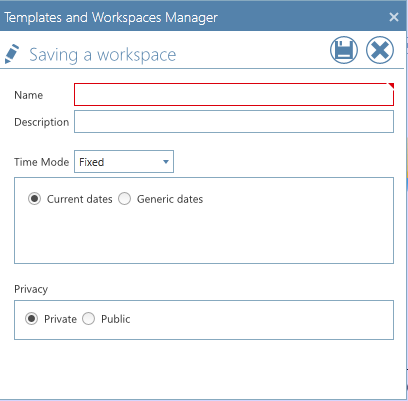 Templates and Workspaces Manager
Saving a workspace
Name
Description
Time Mode Fixed
Current dates Generic dates
Privacy
Private Public